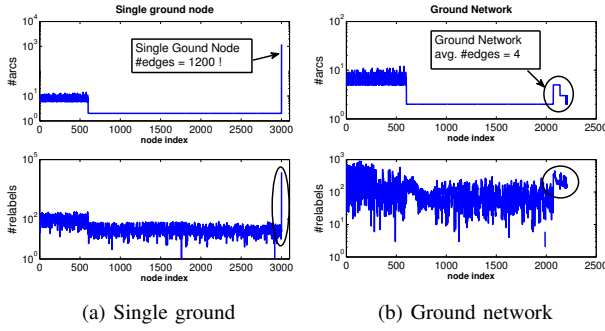 Single ground node
#arcs
10^4
10^3
10^2
10^1
10^0
Single Gound Node
#edges = 1200 !
0 500 1000 1500 2000 2500 3000
node index
#relabels
10^5
10^2
10^0
0 500 1000 1500 2000 2500 3000
node index
(a) Single ground
Ground Network
#arcs
10^2
10^1
10^0
Ground Network
avg. #edges = 4
0 500 1000 1500 2000 2500
node index
#relabels
10^3
10^2
10^1
10^0
0 500 1000 1500 2000 2500
node index
(b) Ground network